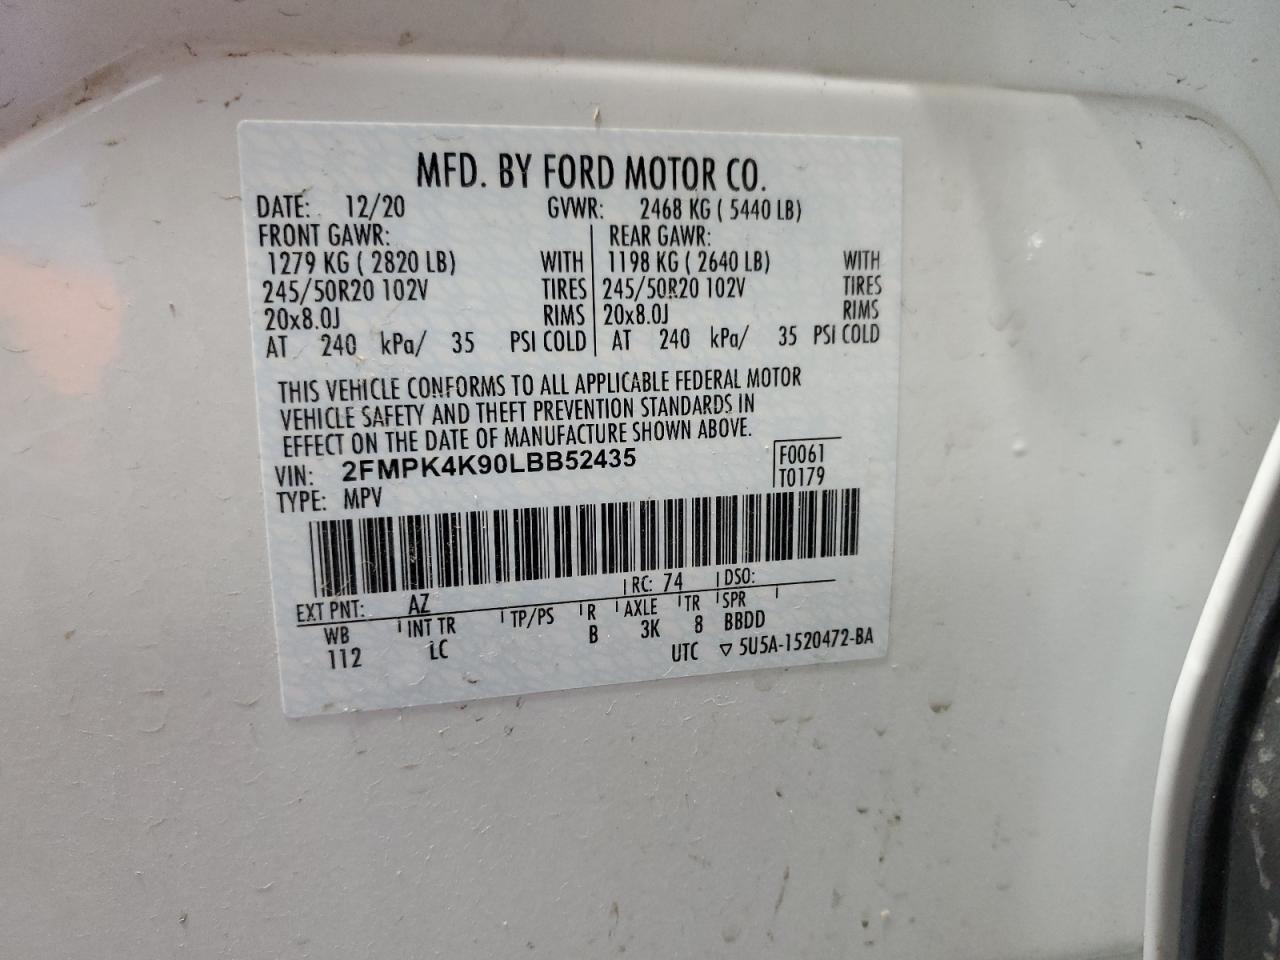 MFD. BY FORD MOTOR CO.
DATE: 12/20 GVWR: 2468 KG ( 5440 LB)
FRONT GAWR: REAR GAWR:
1279 KG ( 2820 LB) WITH 1198 KG ( 2640 LB) WITH
245/50R20 102V TIRES 245/50R20 102V TIRES
20x8.0J RIMS 20x8.0J RIMS
AT 240 kPa/ 35 PSI COLD AT 240 kPa/ 35 PSI COLD
THIS VEHICLE CONFORMS TO ALL APPLICABLE FEDERAL MOTOR
VEHICLE SAFETY AND THEFT PREVENTION STANDARDS IN
EFFECT ON THE DATE OF MANUFACTURE SHOWN ABOVE.
VIN: 2FMPK4K90LBB52435 F0061
TYPE: MPV T0179
EXT PNT: AZ RC: 74 DSO:
WB INT TR TP/PS R AXLE TR SPR
112 LC B 3K 8 BBDD
UTC ▽ 5U5A-1520472-BA